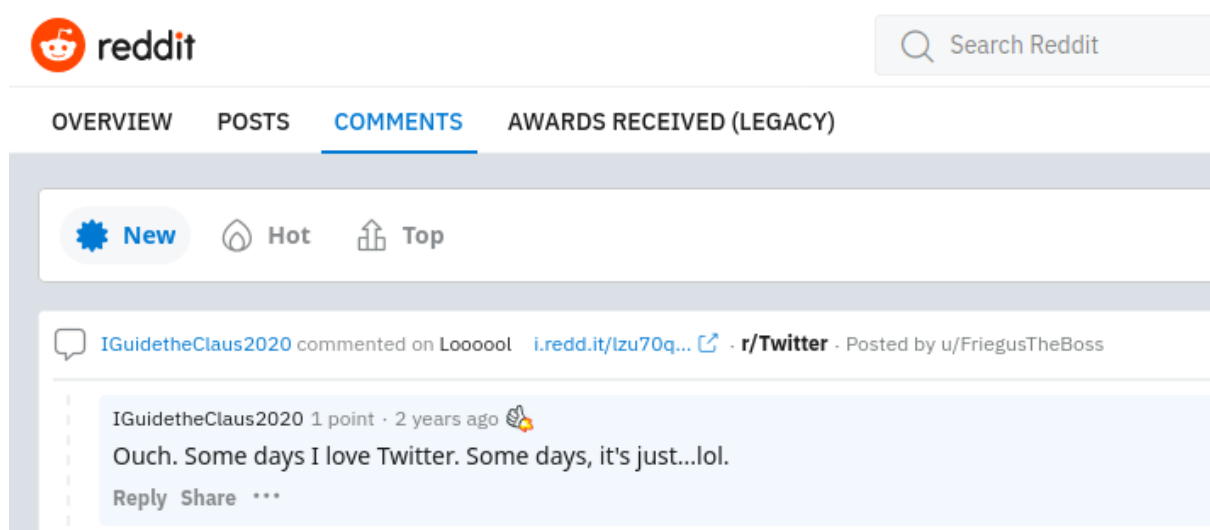 reddit
Search Reddit
OVERVIEW POSTS COMMENTS AWARDS RECEIVED (LEGACY)
New Hot Top
IGuidetheClaus2020 commented on Loooool i.redd.it/lzu70q... · r/Twitter · Posted by u/FriegusTheBoss
IGuidetheClaus2020 1 point · 2 years ago
Ouch. Some days I love Twitter. Some days, it's just...lol.
Reply Share ···